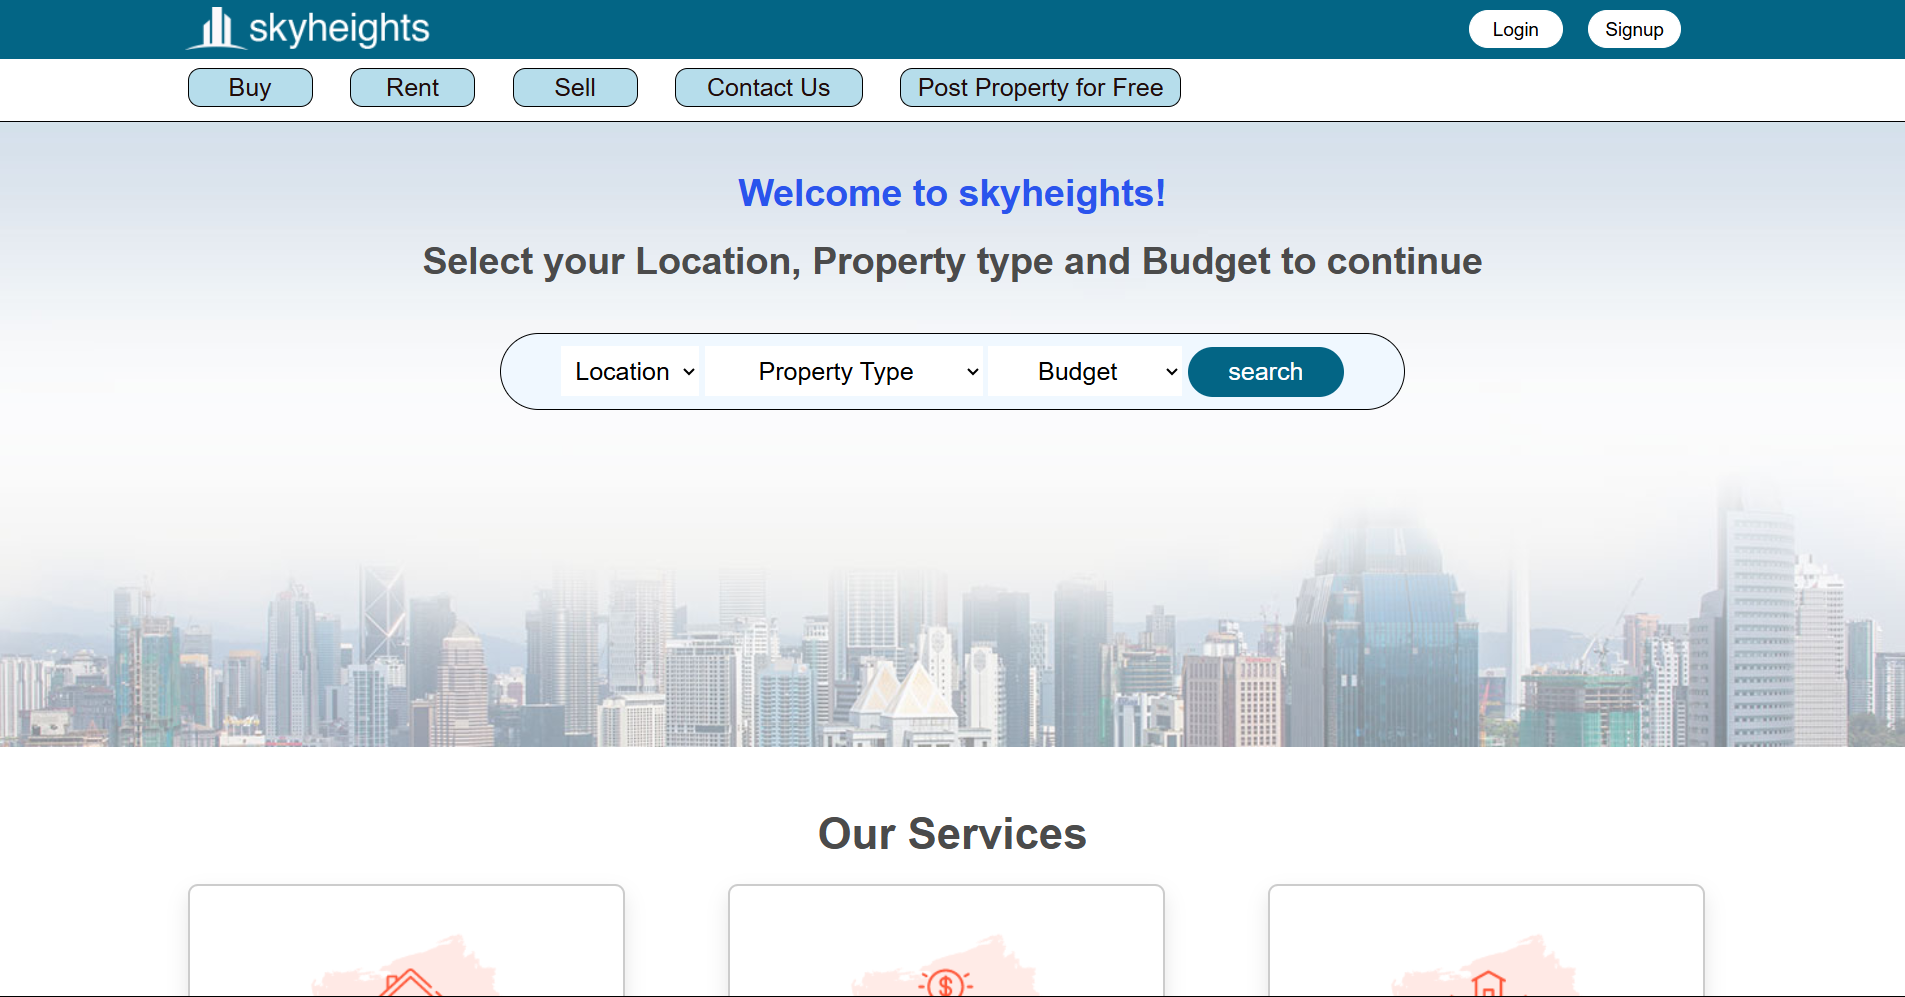 skyheights
Login
Signup
Buy
Rent
Sell
Contact Us
Post Property for Free
Welcome to skyheights!
Select your Location, Property type and Budget to continue
Location
Property Type
Budget
search
Our Services
$